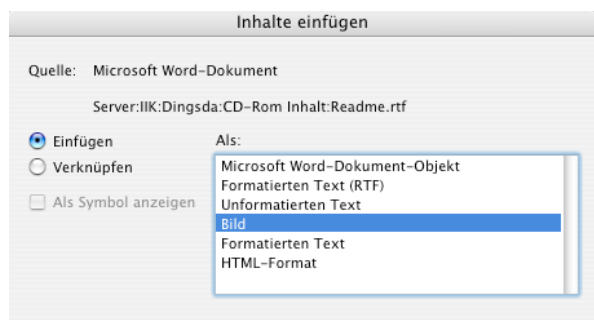 Inhalte einfügen
Quelle: Microsoft Word-Dokument
Server:IIK:Dingsda:CD-Rom Inhalt:Readme.rtf
Einfügen
Verknüpfen
Als Symbol anzeigen
Als:
Microsoft Word-Dokument-Objekt
Formatierten Text (RTF)
Unformatierten Text
Bild
Formatierten Text
HTML-Format